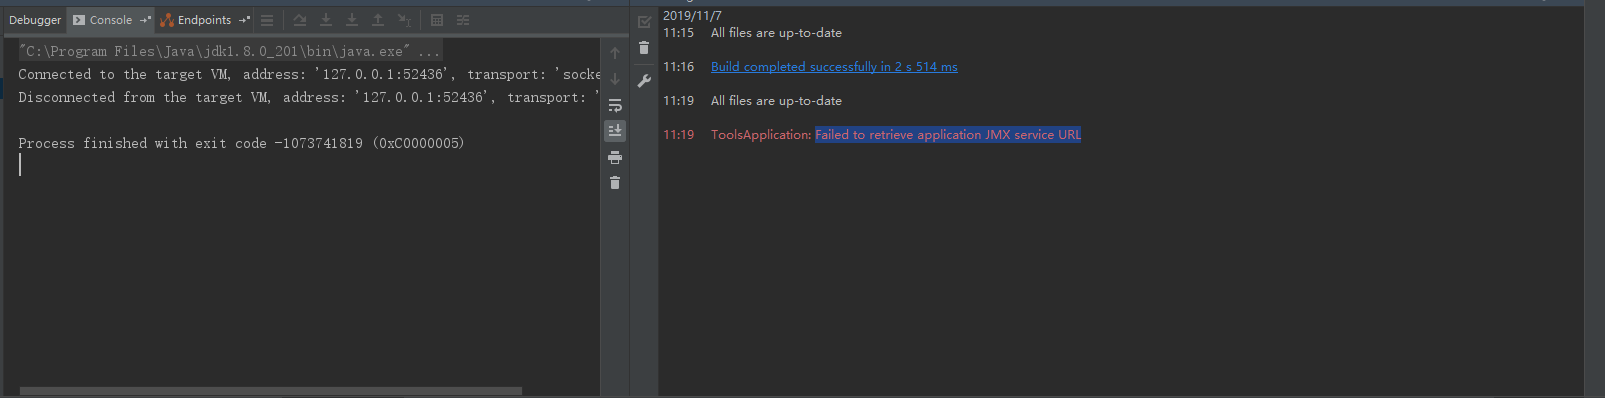 Debugger Console Endpoints
"C:\Program Files\Java\jdk1.8.0_201\bin\java.exe" ...
Connected to the target VM, address: '127.0.0.1:52436', transport: 'socke
Disconnected from the target VM, address: '127.0.0.1:52436', transport: '
Process finished with exit code -1073741819 (0xC0000005)
2019/11/7
11:15 All files are up-to-date
11:16 Build completed successfully in 2 s 514 ms
11:19 All files are up-to-date
11:19 ToolsApplication: Failed to retrieve application JMX service URL